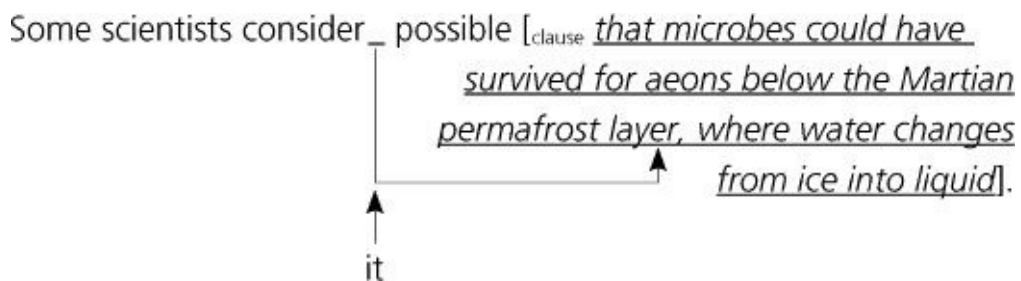 Some scientists consider _ possible [clause that microbes could have
survived for aeons below the Martian
permafrost layer, where water changes
from ice into liquid].
it